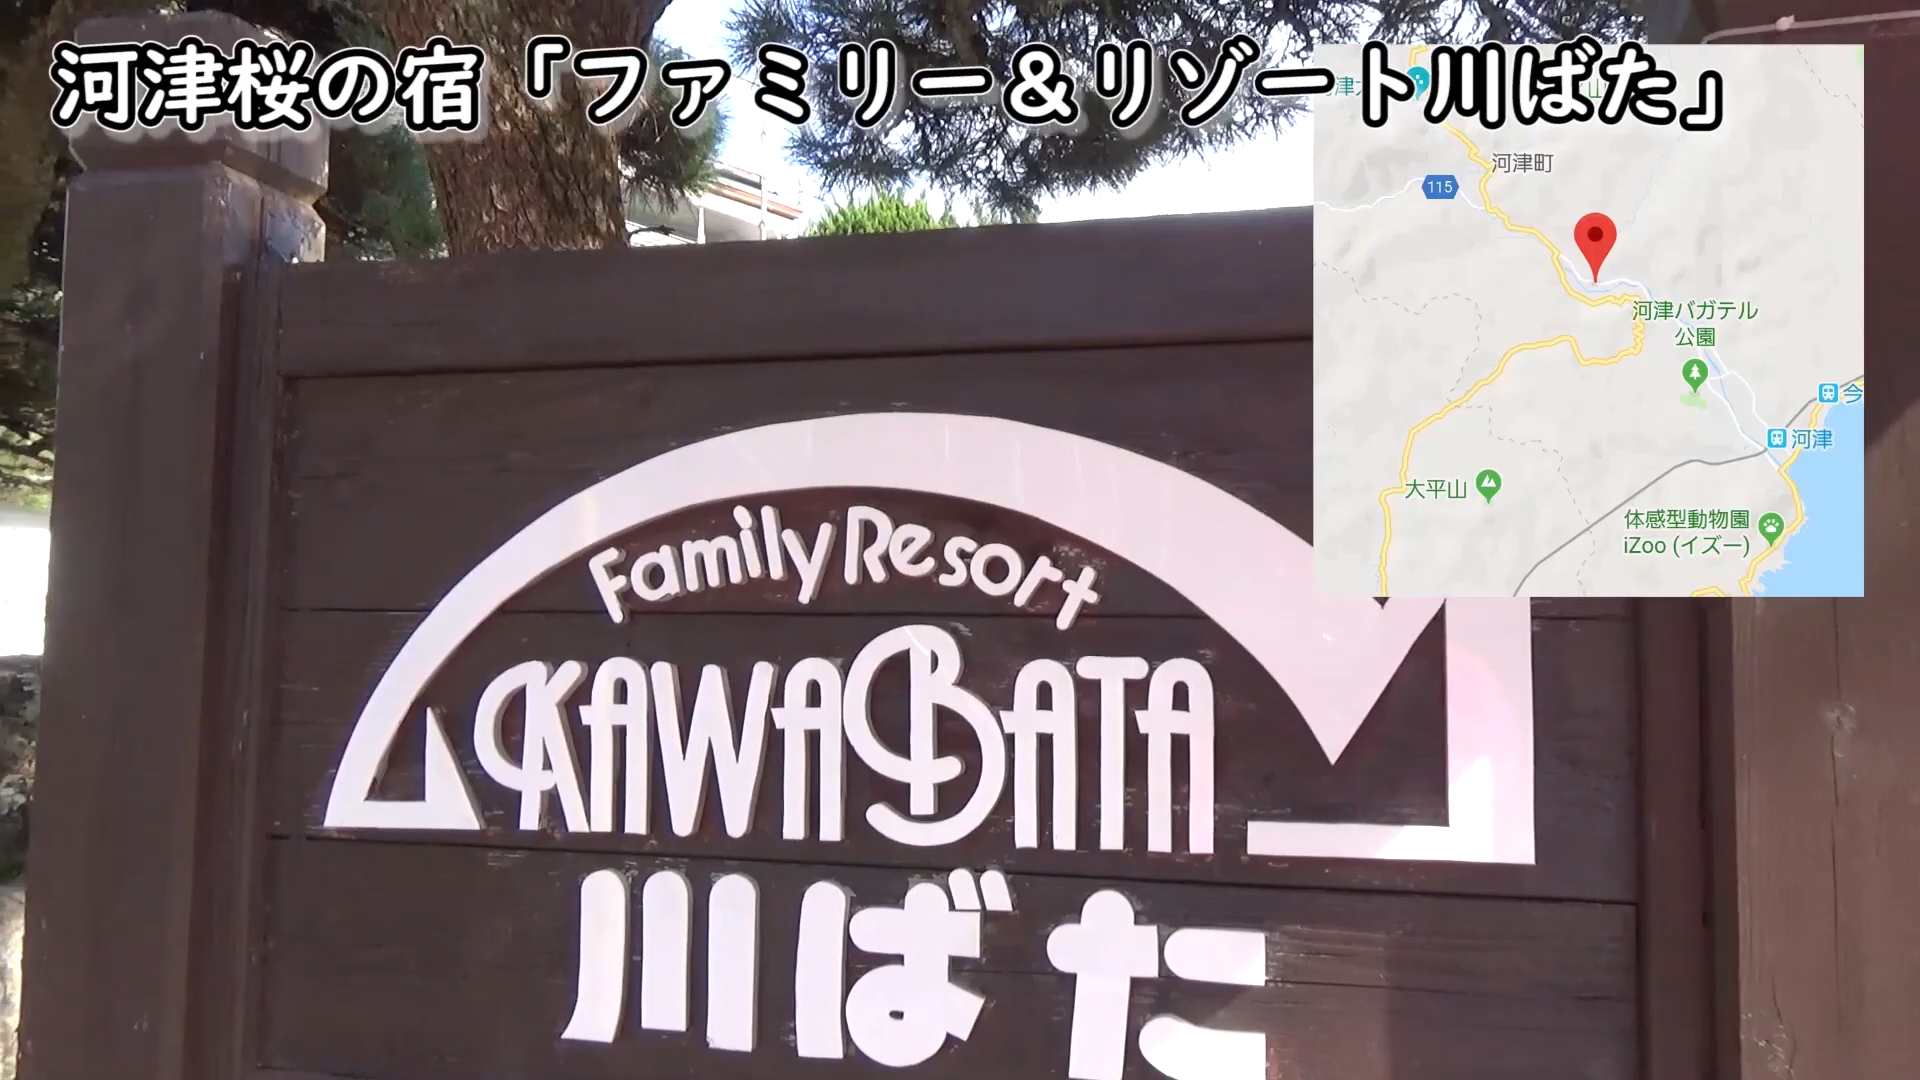 河津桜の宿「ファミリー＆リゾート川ばた」
河津町
115
河津バガテル
公園
河津
大平山
体感型動物園
iZoo (イズー)
Family Resort
KAWABATA
川ばた